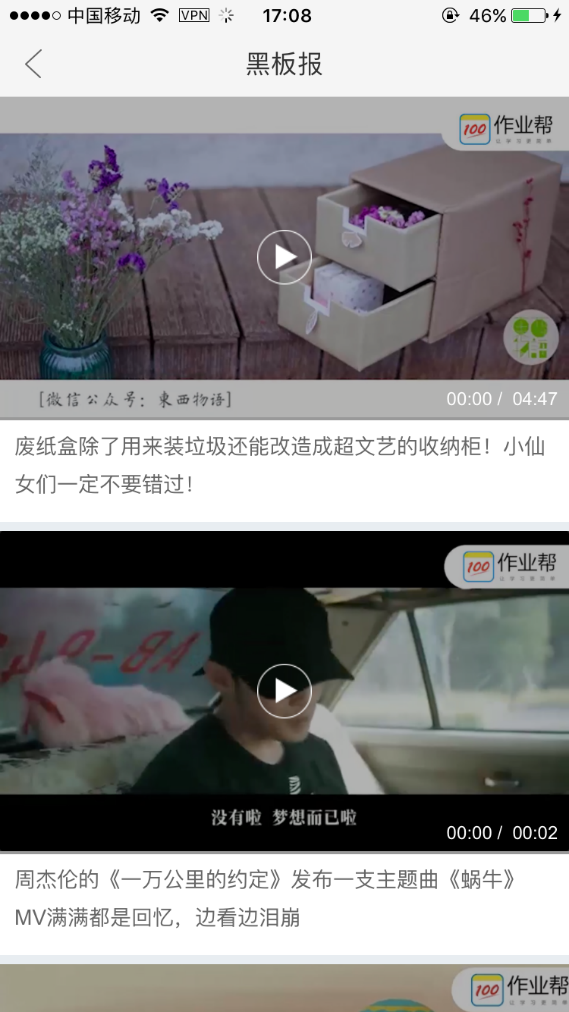 中国移动 VPN 17:08 46%
黑板报
100 作业帮
[微信公众号：東西物语]
00:00 / 04:47
废纸盒除了用来装垃圾还能改造成超文艺的收纳柜！小仙
女们一定不要错过！
100 作业帮
没有啦 梦想而已啦
00:00 / 00:02
周杰伦的《一万公里的约定》发布一支主题曲《蜗牛》
MV满满都是回忆，边看边泪崩
100 作业帮